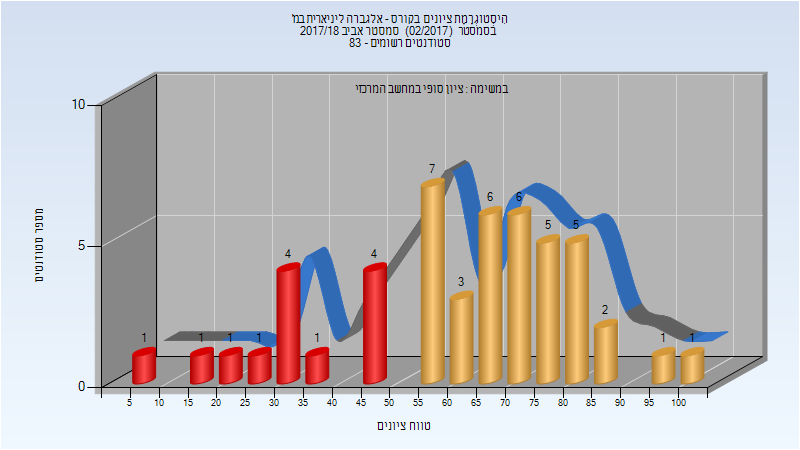 היסטוגרמת ציונים בקורס - אלגברה ליניארית במ'
בסמסטר (02/2017) סמסטר אביב 2017/18
סטודנטים רשומים - 83
במשימה : ציון סופי במחשב המרכזי
מספר סטודנטים
10
5
0
1
1
1
1
4
1
4
7
3
6
6
5
5
2
1
1
5 10 15 20 25 30 35 40 45 50 55 60 65 70 75 80 85 90 95 100
טווח ציונים